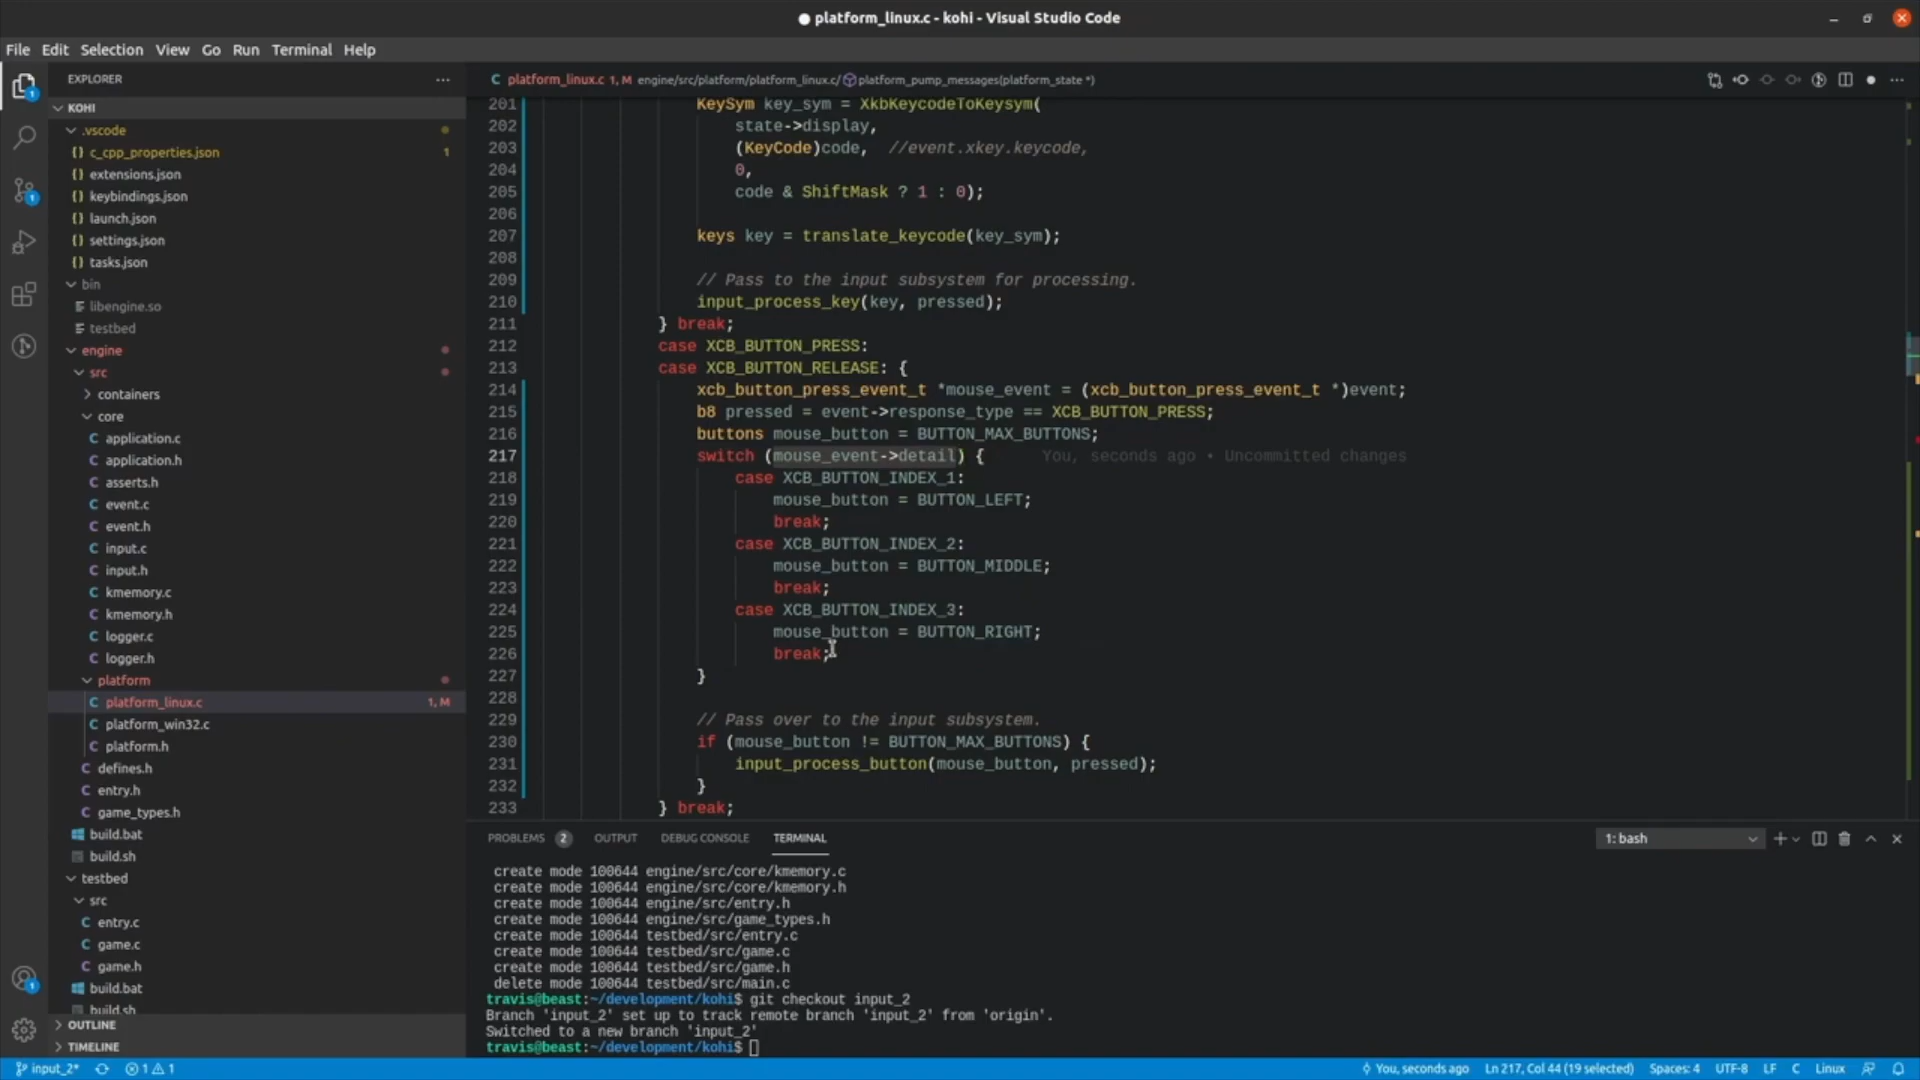 platform_linux.c - kohi - Visual Studio Code
File Edit Selection View Go Run Terminal Help
EXPLORER
KOHI
.vscode
c_cpp_properties.json 1
extensions.json
keybindings.json
launch.json
settings.json
tasks.json
bin
libengine.so
testbed
engine
src
containers
core
application.c
application.h
asserts.h
event.c
event.h
input.c
input.h
kmemory.c
kmemory.h
logger.c
logger.h
platform
platform_linux.c 1, M
platform_win32.c
platform.h
defines.h
entry.h
game_types.h
build.bat
build.sh
testbed
src
entry.c
game.c
game.h
build.bat
build.sh
OUTLINE
TIMELINE
platform_linux.c 1, M engine/src/platform/platform_linux.c/ platform_pump_messages(platform_state *)
201 KeySym key_sym = XkbKeycodeToKeysym(
202 state->display,
203 (KeyCode)code, //event.xkey.keycode,
204 0,
205 code & ShiftMask ? 1 : 0);
206
207 keys key = translate_keycode(key_sym);
208
209 // Pass to the input subsystem for processing.
210 input_process_key(key, pressed);
211 } break;
212 case XCB_BUTTON_PRESS:
213 case XCB_BUTTON_RELEASE: {
214 xcb_button_press_event_t *mouse_event = (xcb_button_press_event_t *)event;
215 b8 pressed = event->response_type == XCB_BUTTON_PRESS;
216 buttons mouse_button = BUTTON_MAX_BUTTONS;
217 switch (mouse_event->detail) { You, seconds ago • Uncommitted changes
218 case XCB_BUTTON_INDEX_1:
219 mouse_button = BUTTON_LEFT;
220 break;
221 case XCB_BUTTON_INDEX_2:
222 mouse_button = BUTTON_MIDDLE;
223 break;
224 case XCB_BUTTON_INDEX_3:
225 mouse_button = BUTTON_RIGHT;
226 break;
227 }
228
229 // Pass over to the input subsystem.
230 if (mouse_button != BUTTON_MAX_BUTTONS) {
231 input_process_button(mouse_button, pressed);
232 }
233 } break;
PROBLEMS 2 OUTPUT DEBUG CONSOLE TERMINAL 1: bash
create mode 100644 engine/src/core/kmemory.c
create mode 100644 engine/src/core/kmemory.h
create mode 100644 engine/src/entry.h
create mode 100644 engine/src/game_types.h
create mode 100644 testbed/src/entry.c
create mode 100644 testbed/src/game.c
create mode 100644 testbed/src/game.h
delete mode 100644 testbed/src/main.c
travis@beast:~/development/kohi$ git checkout input_2
Branch 'input_2' set up to track remote branch 'input_2' from 'origin'.
Switched to a new branch 'input_2'
travis@beast:~/development/kohi$
input_2* 1 1 You, seconds ago Ln 217, Col 44 (19 selected) Spaces: 4 UTF-8 LF C Linux